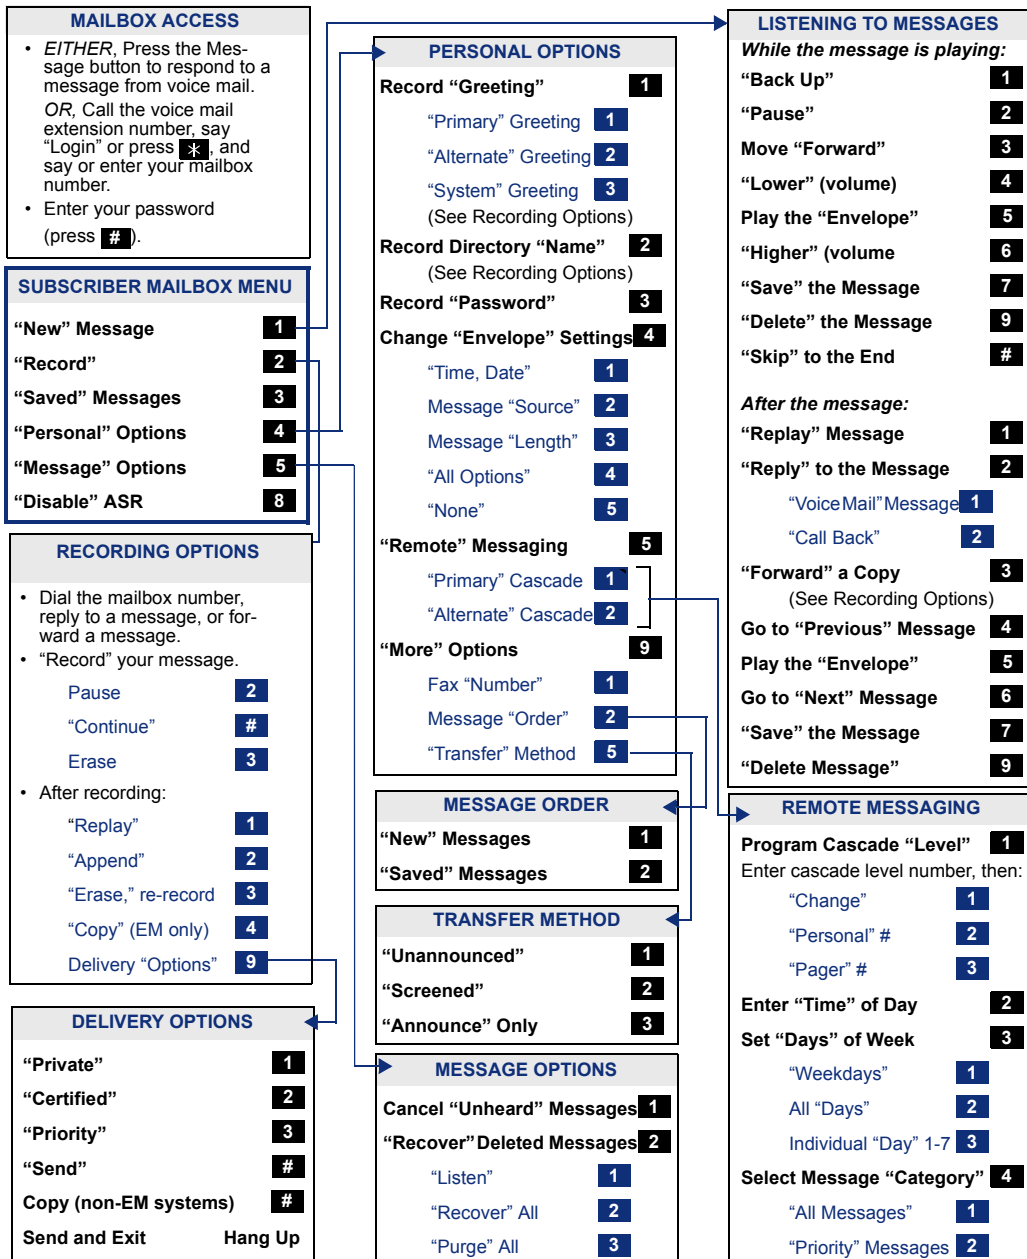 MAILBOX ACCESS
• EITHER, Press the Mes-
sage button to respond to a
message from voice mail.
OR, Call the voice mail
extension number, say
“Login” or press * , and
say or enter your mailbox
number.
• Enter your password
(press # ).
SUBSCRIBER MAILBOX MENU
“New” Message 1
“Record” 2
“Saved” Messages 3
“Personal” Options 4
“Message” Options 5
“Disable” ASR 8
RECORDING OPTIONS
• Dial the mailbox number,
reply to a message, or for-
ward a message.
• “Record” your message.
Pause 2
“Continue” #
Erase 3
• After recording:
“Replay” 1
“Append” 2
“Erase,” re-record 3
“Copy” (EM only) 4
Delivery “Options” 9
DELIVERY OPTIONS
“Private” 1
“Certified” 2
“Priority” 3
“Send” #
Copy (non-EM systems) #
Send and Exit Hang Up
PERSONAL OPTIONS
Record “Greeting” 1
“Primary” Greeting 1
“Alternate” Greeting 2
“System” Greeting 3
(See Recording Options)
Record Directory “Name” 2
(See Recording Options)
Record “Password” 3
Change “Envelope” Settings 4
“Time, Date” 1
Message “Source” 2
Message “Length” 3
“All Options” 4
“None” 5
“Remote” Messaging 5
“Primary” Cascade 1
“Alternate” Cascade 2
“More” Options 9
Fax “Number” 1
Message “Order” 2
“Transfer” Method 5
MESSAGE ORDER
“New” Messages 1
“Saved” Messages 2
TRANSFER METHOD
“Unannounced” 1
“Screened” 2
“Announce” Only 3
MESSAGE OPTIONS
Cancel “Unheard” Messages 1
“Recover” Deleted Messages 2
“Listen” 1
“Recover” All 2
“Purge” All 3
LISTENING TO MESSAGES
While the message is playing:
“Back Up” 1
“Pause” 2
Move “Forward” 3
“Lower” (volume) 4
Play the “Envelope” 5
“Higher” (volume 6
“Save” the Message 7
“Delete” the Message 9
“Skip” to the End #
After the message:
“Replay” Message 1
“Reply” to the Message 2
“Voice Mail” Message 1
“Call Back” 2
“Forward” a Copy 3
(See Recording Options)
Go to “Previous” Message 4
Play the “Envelope” 5
Go to “Next” Message 6
“Save” the Message 7
“Delete Message” 9
REMOTE MESSAGING
Program Cascade “Level” 1
Enter cascade level number, then:
“Change” 1
“Personal” # 2
“Pager” # 3
Enter “Time” of Day 2
Set “Days” of Week 3
“Weekdays” 1
All “Days” 2
Individual “Day” 1-7 3
Select Message “Category” 4
“All Messages” 1
“Priority” Messages 2